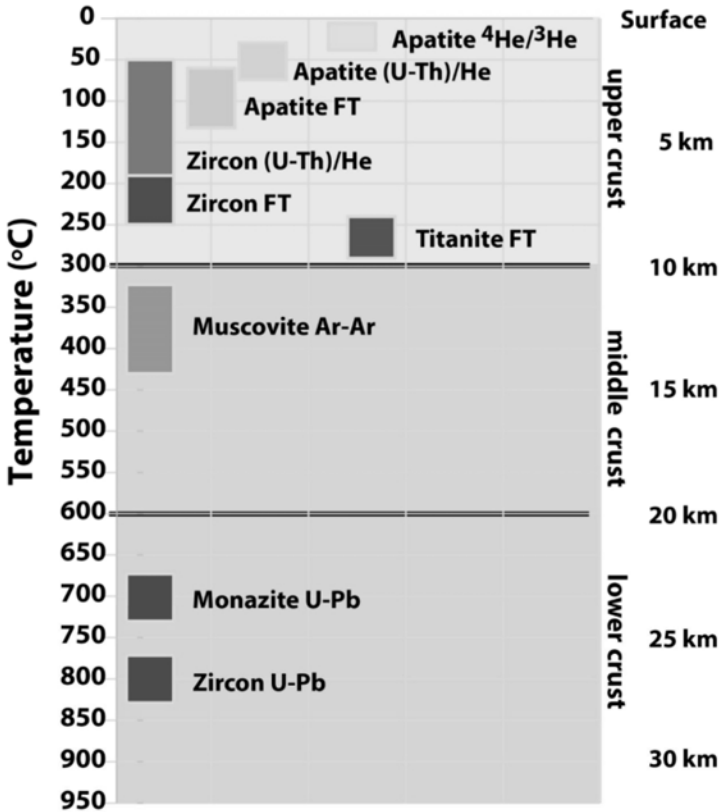 0
Surface
Apatite ⁴He/³He
50
Apatite (U-Th)/He
100
Apatite FT
upper crust
150
5 km
Zircon (U-Th)/He
200
Zircon FT
250
Titanite FT
300
10 km
350
Muscovite Ar-Ar
400
Temperature (°C)
middle crust
450
15 km
500
550
600
20 km
650
700
Monazite U-Pb
lower crust
750
25 km
800
Zircon U-Pb
850
900
30 km
950